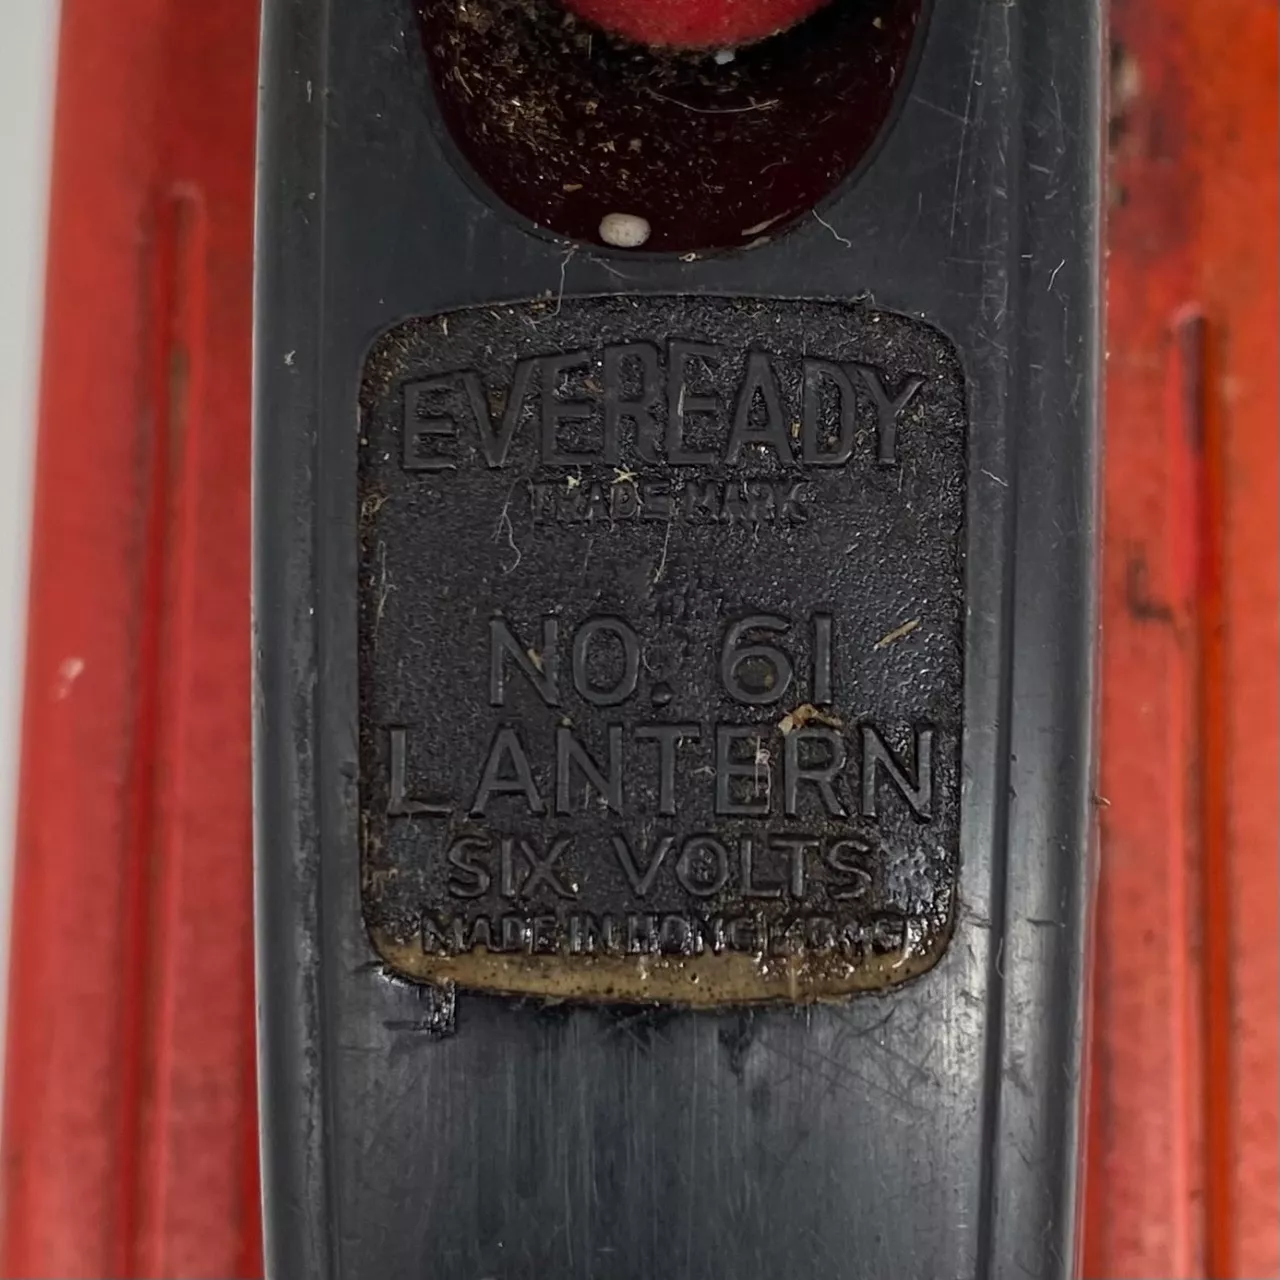 EVEREADY
TRADE MARK
NO. 61
LANTERN
SIX VOLTS
MADE IN HONG KONG